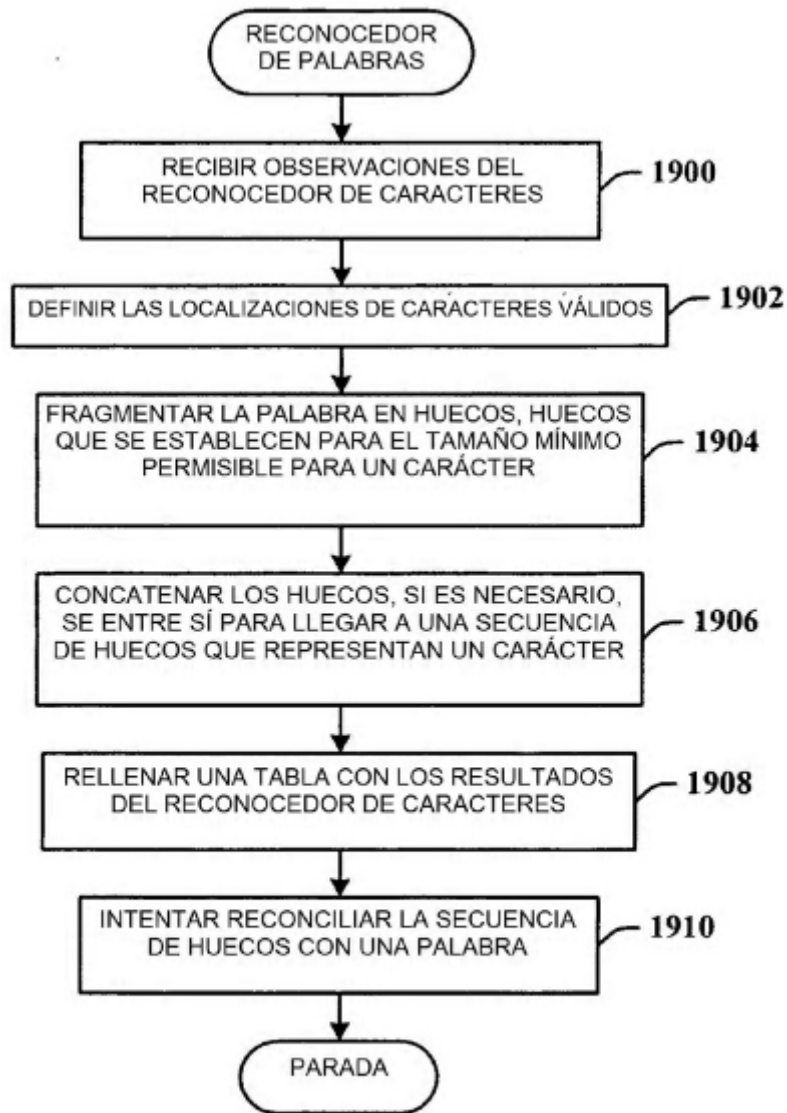 RECONOCEDOR
DE PALABRAS
RECIBIR OBSERVACIONES DEL
RECONOCEDOR DE CARACTERES
1900
DEFINIR LAS LOCALIZACIONES DE CARÁCTERES VÁLIDOS
1902
FRAGMENTAR LA PALABRA EN HUECOS, HUECOS
QUE SE ESTABLECEN PARA EL TAMAÑO MÍNIMO
PERMISIBLE PARA UN CARÁCTER
1904
CONCATENAR LOS HUECOS, SI ES NECESARIO,
SE ENTRE SÍ PARA LLEGAR A UNA SECUENCIA
DE HUECOS QUE REPRESENTAN UN CARÁCTER
1906
RELLENAR UNA TABLA CON LOS RESULTADOS
DEL RECONOCEDOR DE CARACTERES
1908
INTENTAR RECONCILIAR LA SECUENCIA
DE HUECOS CON UNA PALABRA
1910
PARADA